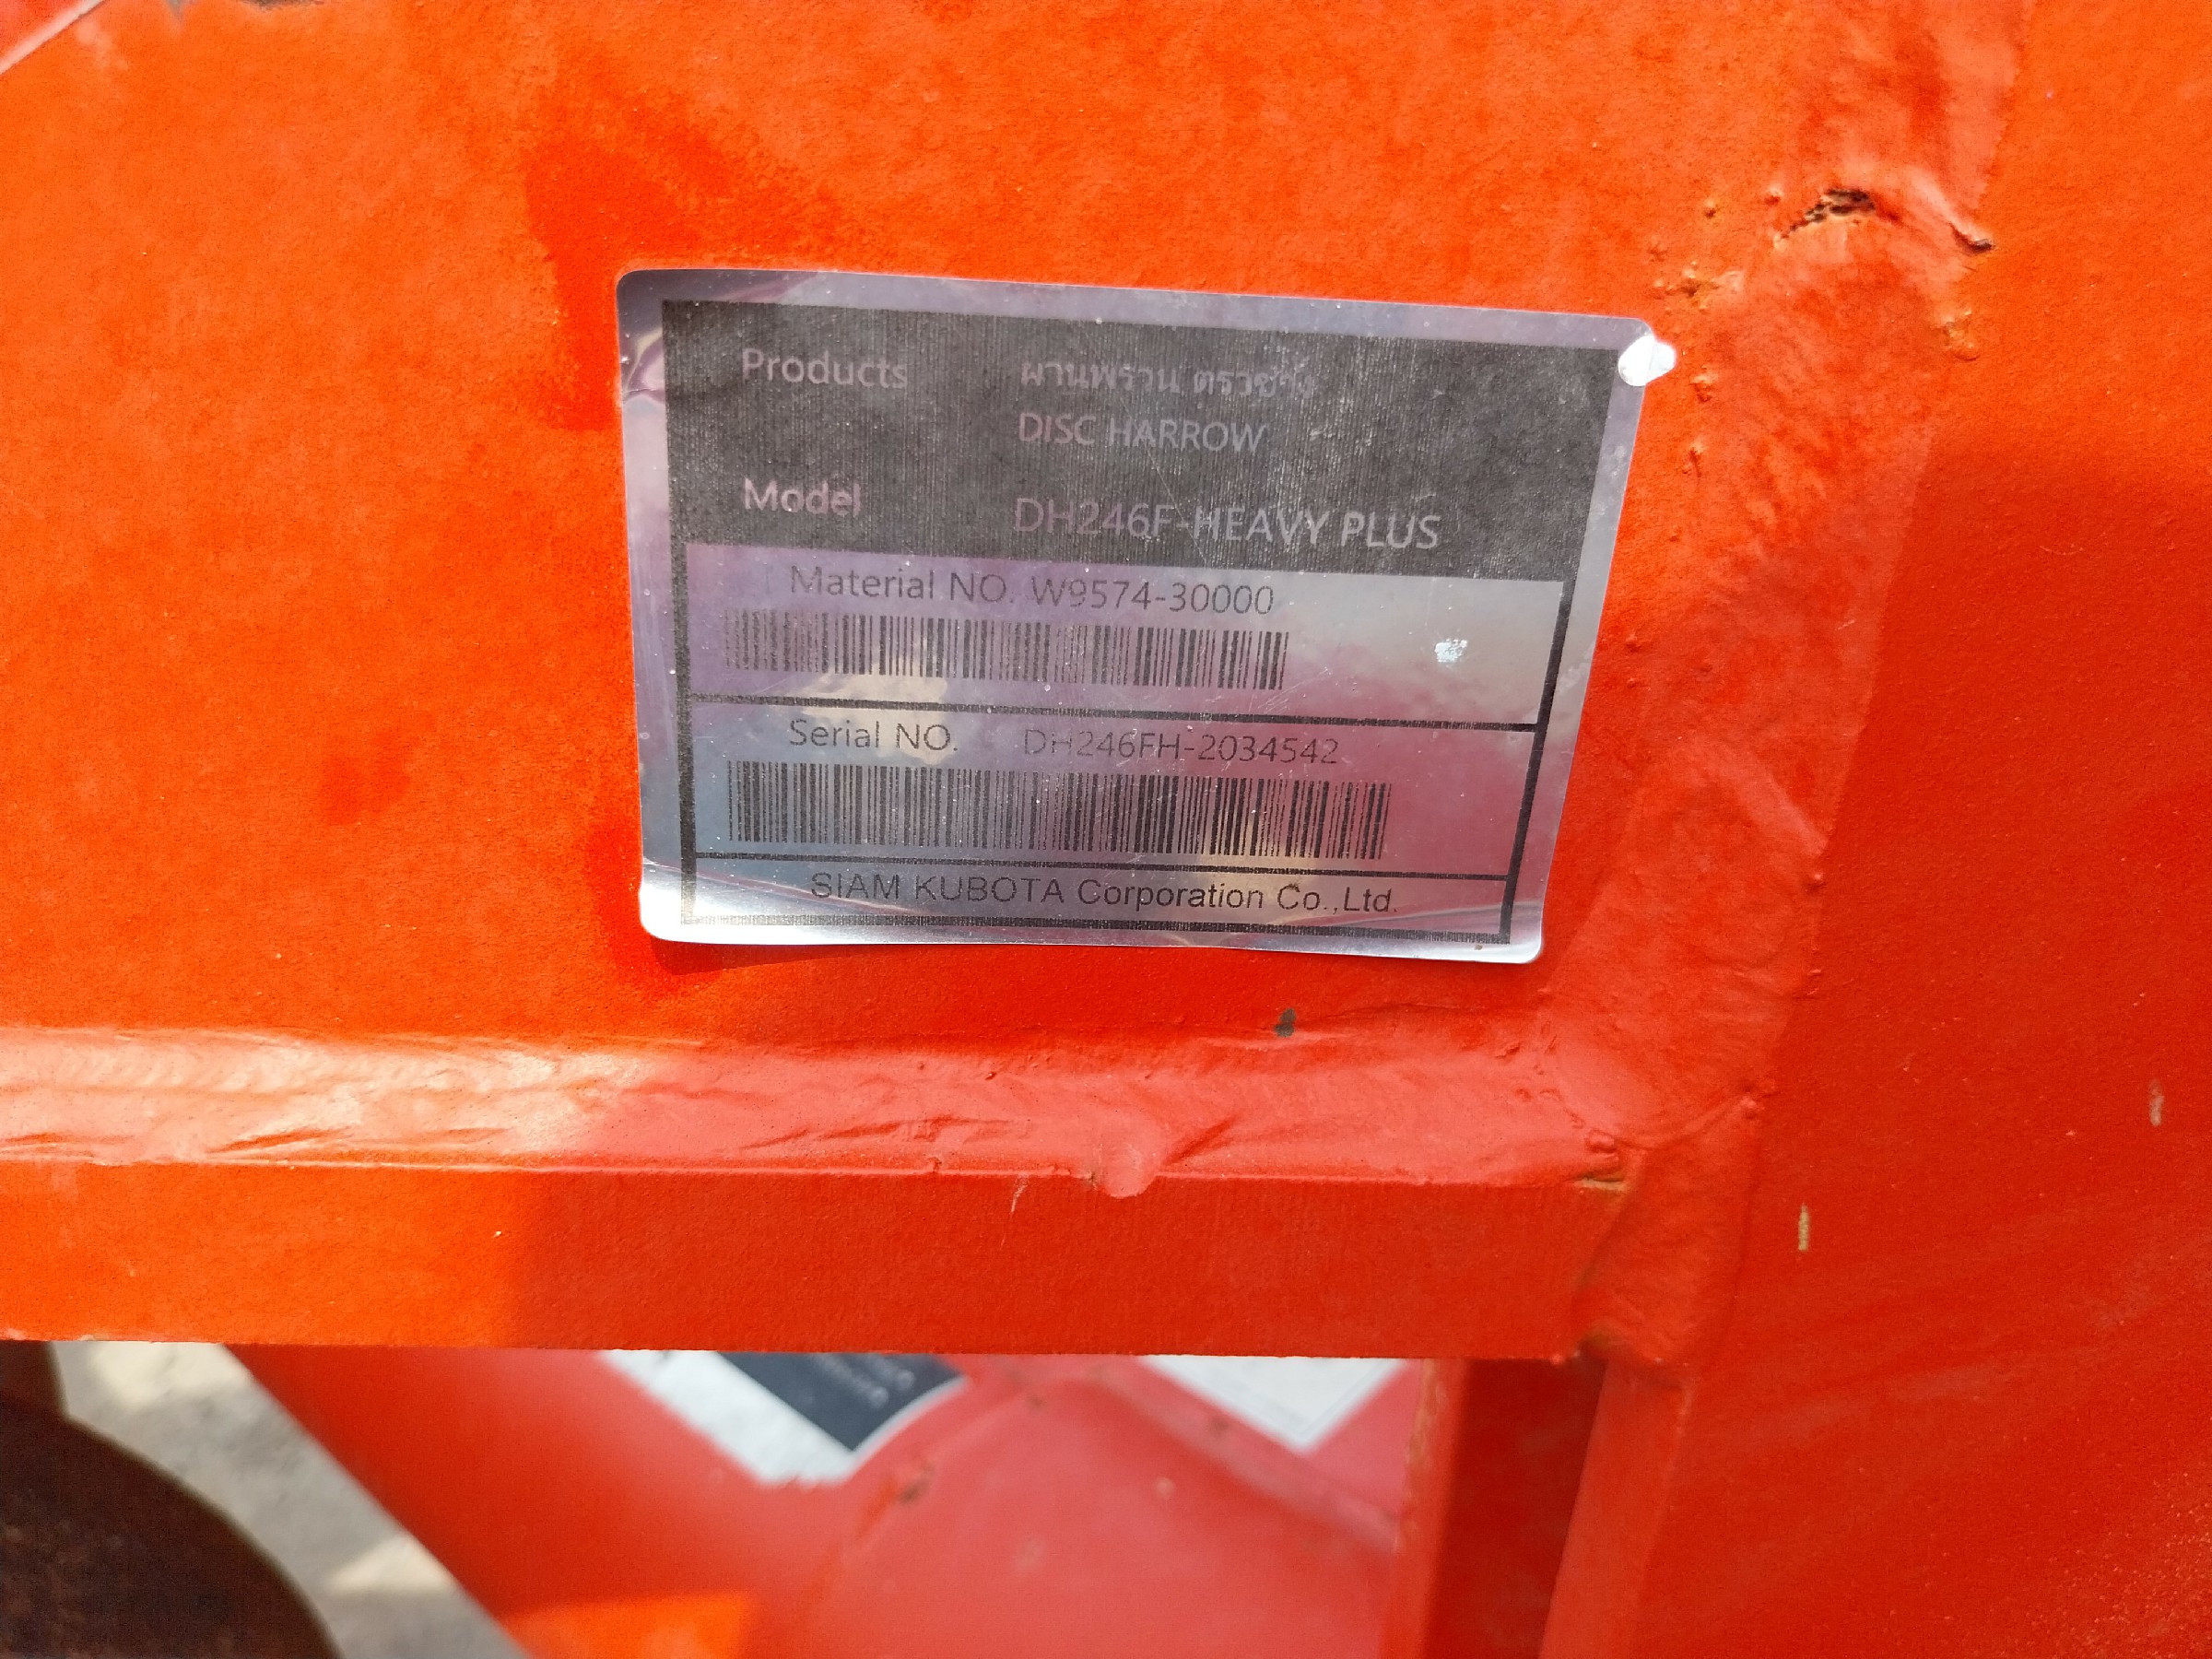 Products ผานพรวน ตราช้าง
DISC HARROW
Model DH246F-HEAVY PLUS
Material NO. W9574-30000
Serial NO. DH246FH-2034542
SIAM KUBOTA Corporation Co.,Ltd.